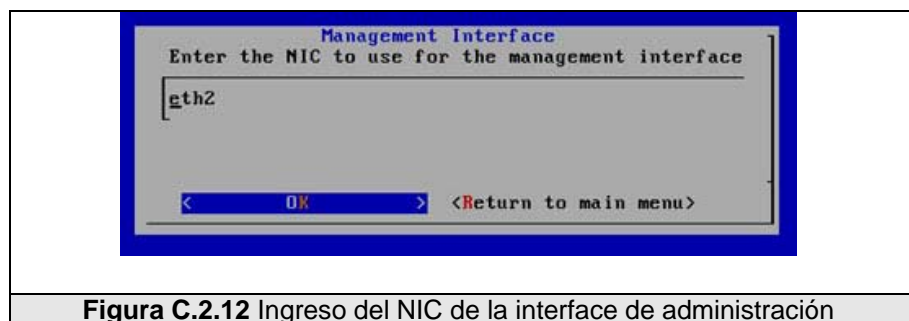 Management Interface
Enter the NIC to use for the management interface
eth2
< OK > <Return to main menu>
Figura C.2.12 Ingreso del NIC de la interface de administración